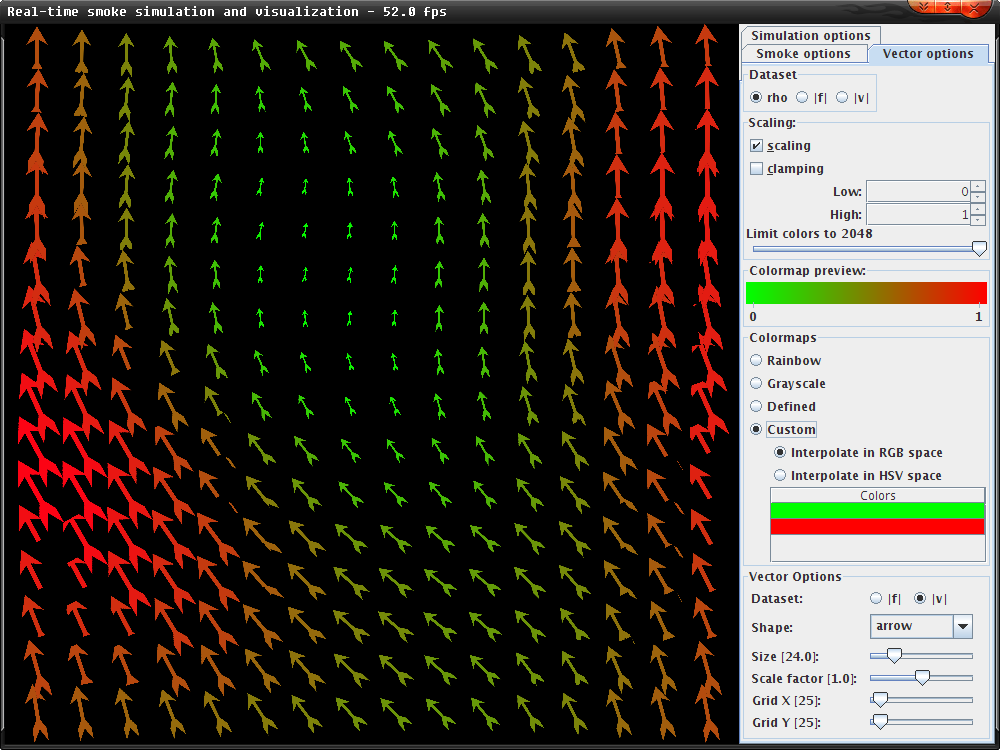 Real-time smoke simulation and visualization - 52.0 fps
Simulation options
Smoke options Vector options
Dataset
rho |f| |v|
Scaling:
scaling
clamping
Low: 0
High: 1
Limit colors to 2048
Colormap preview:
0 1
Colormaps
Rainbow
Grayscale
Defined
Custom
Interpolate in RGB space
Interpolate in HSV space
Colors
Vector Options
Dataset: |f| |v|
Shape: arrow
Size [24.0]:
Scale factor [1.0]:
Grid X [25]:
Grid Y [25]: